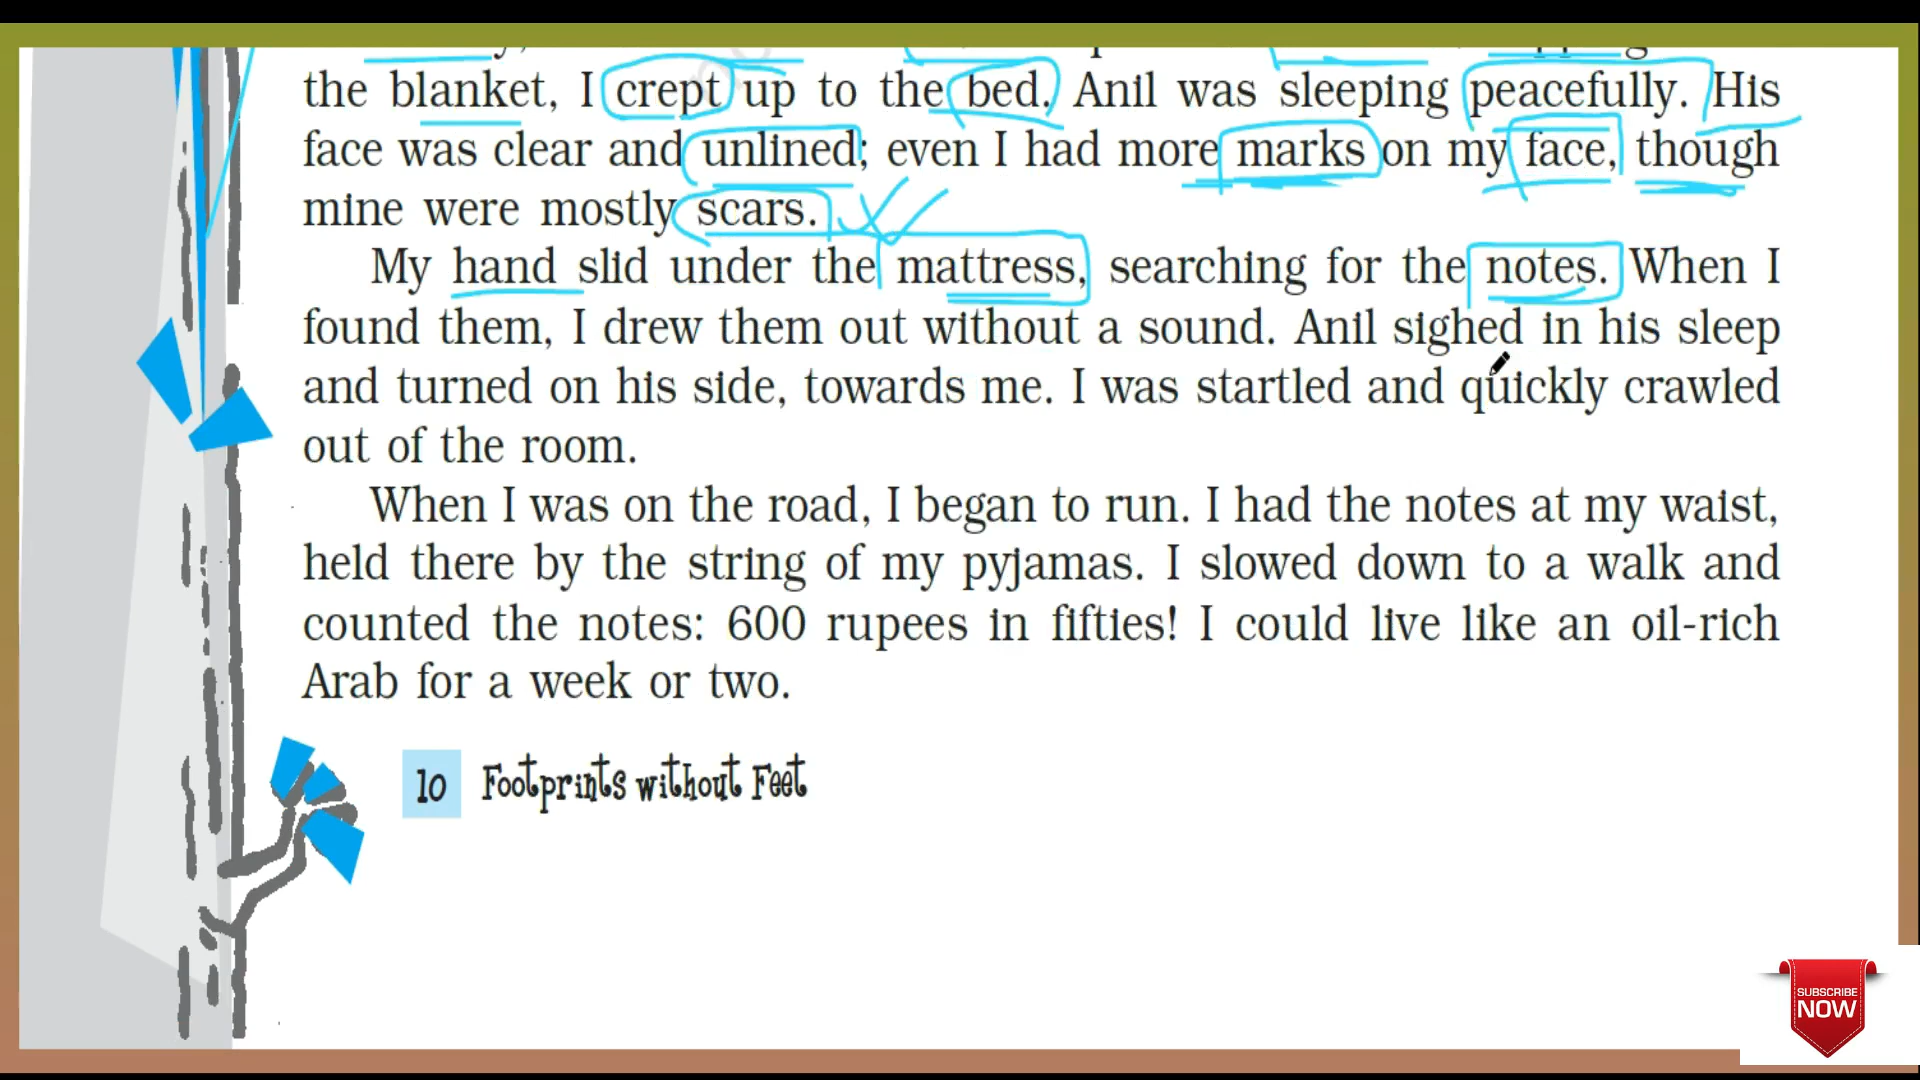 the blanket, I crept up to the bed. Anil was sleeping peacefully. His
face was clear and unlined; even I had more marks on my face, though
mine were mostly scars.
My hand slid under the mattress, searching for the notes. When I
found them, I drew them out without a sound. Anil sighed in his sleep
and turned on his side, towards me. I was startled and quickly crawled
out of the room.
When I was on the road, I began to run. I had the notes at my waist,
held there by the string of my pyjamas. I slowed down to a walk and
counted the notes: 600 rupees in fifties! I could live like an oil-rich
Arab for a week or two.
10 Footprints without Feet
SUBSCRIBE
NOW